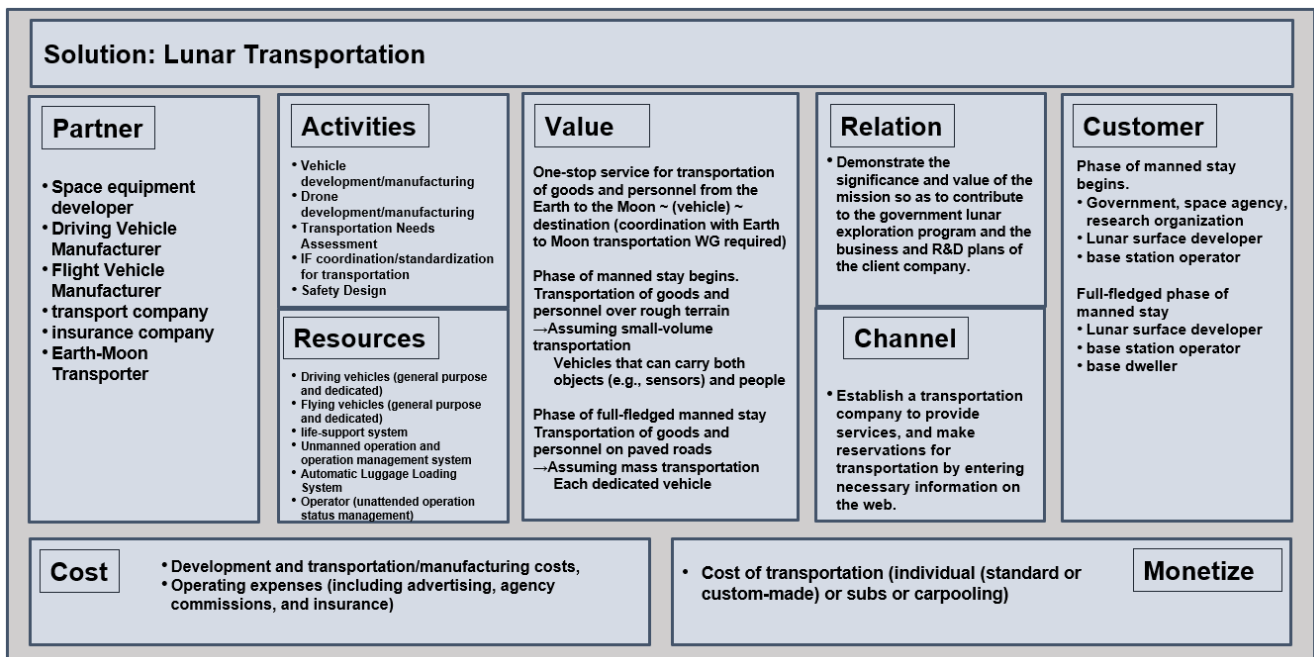 Solution: Lunar Transportation
Partner
• Space equipment
developer
• Driving Vehicle
Manufacturer
• Flight Vehicle
Manufacturer
• transport company
• insurance company
• Earth-Moon
Transporter
Activities
• Vehicle
development/manufacturing
• Drone
development/manufacturing
• Transportation Needs
Assessment
• IF coordination/standardization
for transportation
• Safety Design
Resources
• Driving vehicles (general purpose
and dedicated)
• Flying vehicles (general purpose
and dedicated)
• life-support system
• Unmanned operation and
operation management system
• Automatic Luggage Loading
System
• Operator (unattended operation
status management)
Value
One-stop service for transportation
of goods and personnel from the
Earth to the Moon ~ (vehicle) ~
destination (coordination with Earth
to Moon transportation WG required)
Phase of manned stay begins.
Transportation of goods and
personnel over rough terrain
→Assuming small-volume
transportation
Vehicles that can carry both
objects (e.g., sensors) and people
Phase of full-fledged manned stay
Transportation of goods and
personnel on paved roads
→Assuming mass transportation
Each dedicated vehicle
Relation
• Demonstrate the
significance and value of the
mission so as to contribute
to the government lunar
exploration program and the
business and R&D plans of
the client company.
Channel
• Establish a transportation
company to provide
services, and make
reservations for
transportation by entering
necessary information on
the web.
Customer
Phase of manned stay
begins.
• Government, space agency,
research organization
• Lunar surface developer
• base station operator
Full-fledged phase of
manned stay
• Lunar surface developer
• base station operator
• base dweller
Cost
• Development and transportation/manufacturing costs,
• Operating expenses (including advertising, agency
commissions, and insurance)
• Cost of transportation (individual (standard or
custom-made) or subs or carpooling)
Monetize